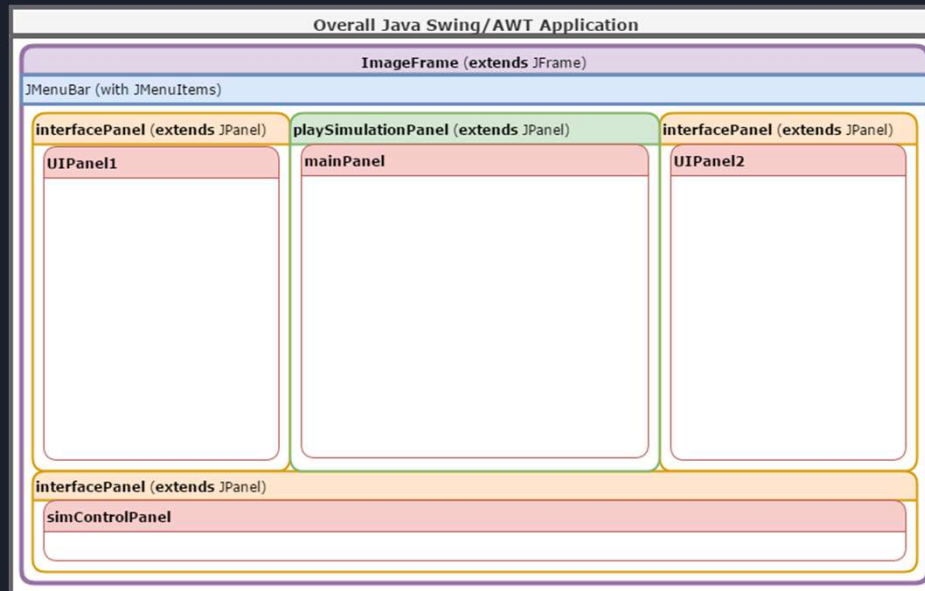 Overall Java Swing/AWT Application
ImageFrame (extends JFrame)
JMenuBar (with JMenuItems)
interfacePanel (extends JPanel)
playSimulationPanel (extends JPanel)
interfacePanel (extends JPanel)
UIPanel1
mainPanel
UIPanel2
interfacePanel (extends JPanel)
simControlPanel